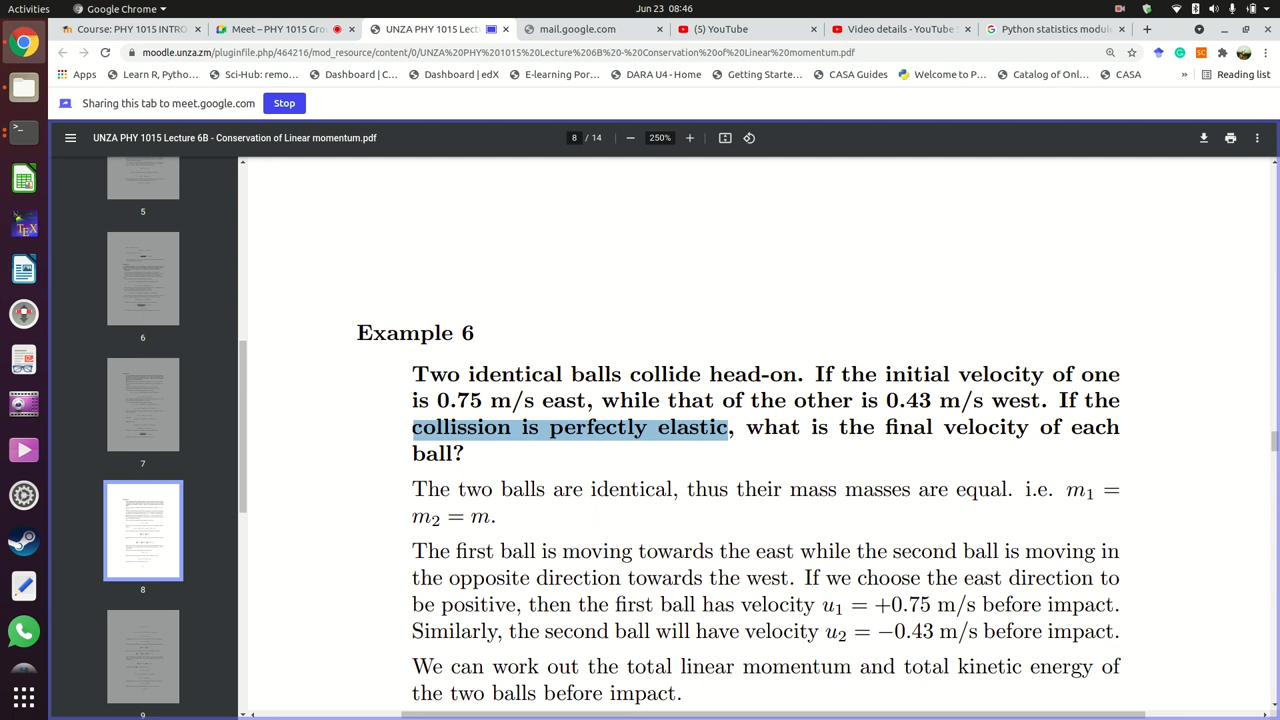 Activities
Google Chrome
Jun 23 08:46
Course: PHY 1015 INTRO
Meet – PHY 1015 Gro
UNZA PHY 1015 Lect
mail.google.com
(5) YouTube
Video details - YouTube S
Python statistics modul
moodle.unza.zm/pluginfile.php/464216/mod_resource/content/0/UNZA%20PHY%201015%20Lecture%206B%20-%20Conservation%20of%20Linear%20momentum.pdf
Apps
Learn R, Pytho...
Sci-Hub: remo...
Dashboard | C...
Dashboard | edX
E-learning Por...
DARA U4 - Home
Getting Starte...
CASA Guides
Welcome to P...
Catalog of Onl...
CASA
»
Reading list
Sharing this tab to meet.google.com
Stop
UNZA PHY 1015 Lecture 6B - Conservation of Linear momentum.pdf
8 / 14
250%
5
6
7
8
9
Example 6
Two identical balls collide head-on. If the initial velocity of one
is 0.75 m/s east, while that of the other is 0.43 m/s west. If the
collission is perfectly elastic, what is the final velocity of each
ball?
The two balls are identical, thus their mass masses are equal. i.e. m₁ =
m₂ = m.
The first ball is moving towards the east while the second ball is moving in
the opposite direction towards the west. If we choose the east direction to
be positive, then the first ball has velocity u₁ = +0.75 m/s before impact.
Similarly, the second ball will have velocity u₂ = −0.43 m/s before impact.
We can work out the total linear momentum and total kinetic energy of
the two balls before impact.